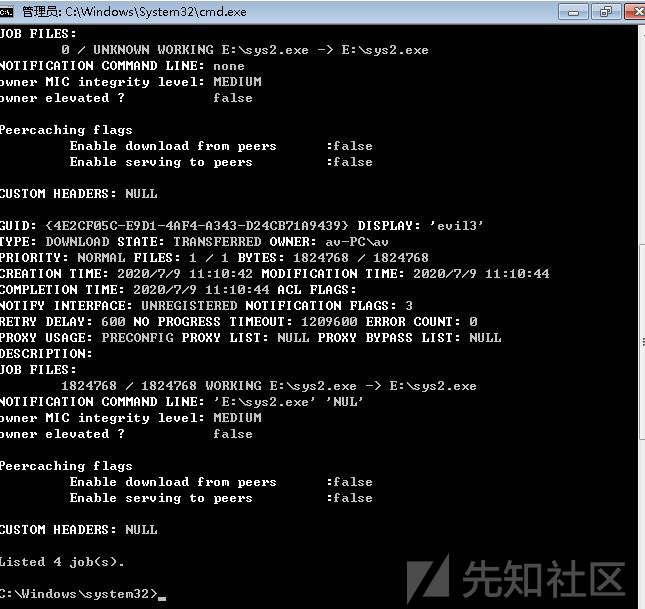 管理员: C:\Windows\System32\cmd.exe
JOB FILES:
0 / UNKNOWN WORKING E:\sys2.exe -> E:\sys2.exe
NOTIFICATION COMMAND LINE: none
owner MIC integrity level: MEDIUM
owner elevated ? false
Peercaching flags
Enable download from peers :false
Enable serving to peers :false
CUSTOM HEADERS: NULL
GUID: {4E2CF05C-E9D1-4AF4-A343-D24CB71A9439} DISPLAY: 'evil3'
TYPE: DOWNLOAD STATE: TRANSFERRED OWNER: av-PC\av
PRIORITY: NORMAL FILES: 1 / 1 BYTES: 1824768 / 1824768
CREATION TIME: 2020/7/9 11:10:42 MODIFICATION TIME: 2020/7/9 11:10:44
COMPLETION TIME: 2020/7/9 11:10:44 ACL FLAGS:
NOTIFY INTERFACE: UNREGISTERED NOTIFICATION FLAGS: 3
RETRY DELAY: 600 NO PROGRESS TIMEOUT: 1209600 ERROR COUNT: 0
PROXY USAGE: PRECONFIG PROXY LIST: NULL PROXY BYPASS LIST: NULL
DESCRIPTION:
JOB FILES:
1824768 / 1824768 WORKING E:\sys2.exe -> E:\sys2.exe
NOTIFICATION COMMAND LINE: 'E:\sys2.exe' 'NUL'
owner MIC integrity level: MEDIUM
owner elevated ? false
Peercaching flags
Enable download from peers :false
Enable serving to peers :false
CUSTOM HEADERS: NULL
Listed 4 job(s).
C:\Windows\system32>_
先知社区